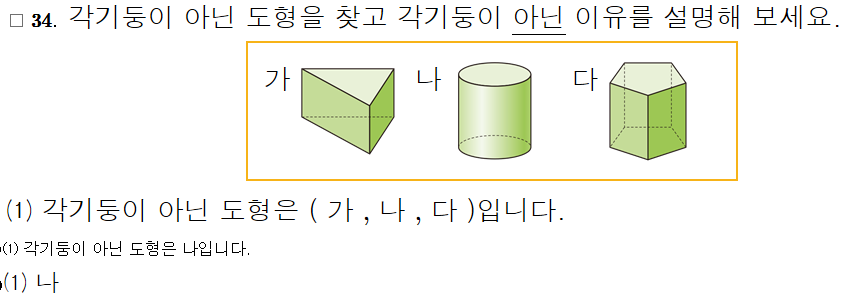 □ 34. 각기둥이 아닌 도형을 찾고 각기둥이 아닌 이유를 설명해 보세요.
가 나 다
(1) 각기둥이 아닌 도형은 ( 가 , 나 , 다 )입니다.
(1) 각기둥이 아닌 도형은 나입니다.
(1) 나